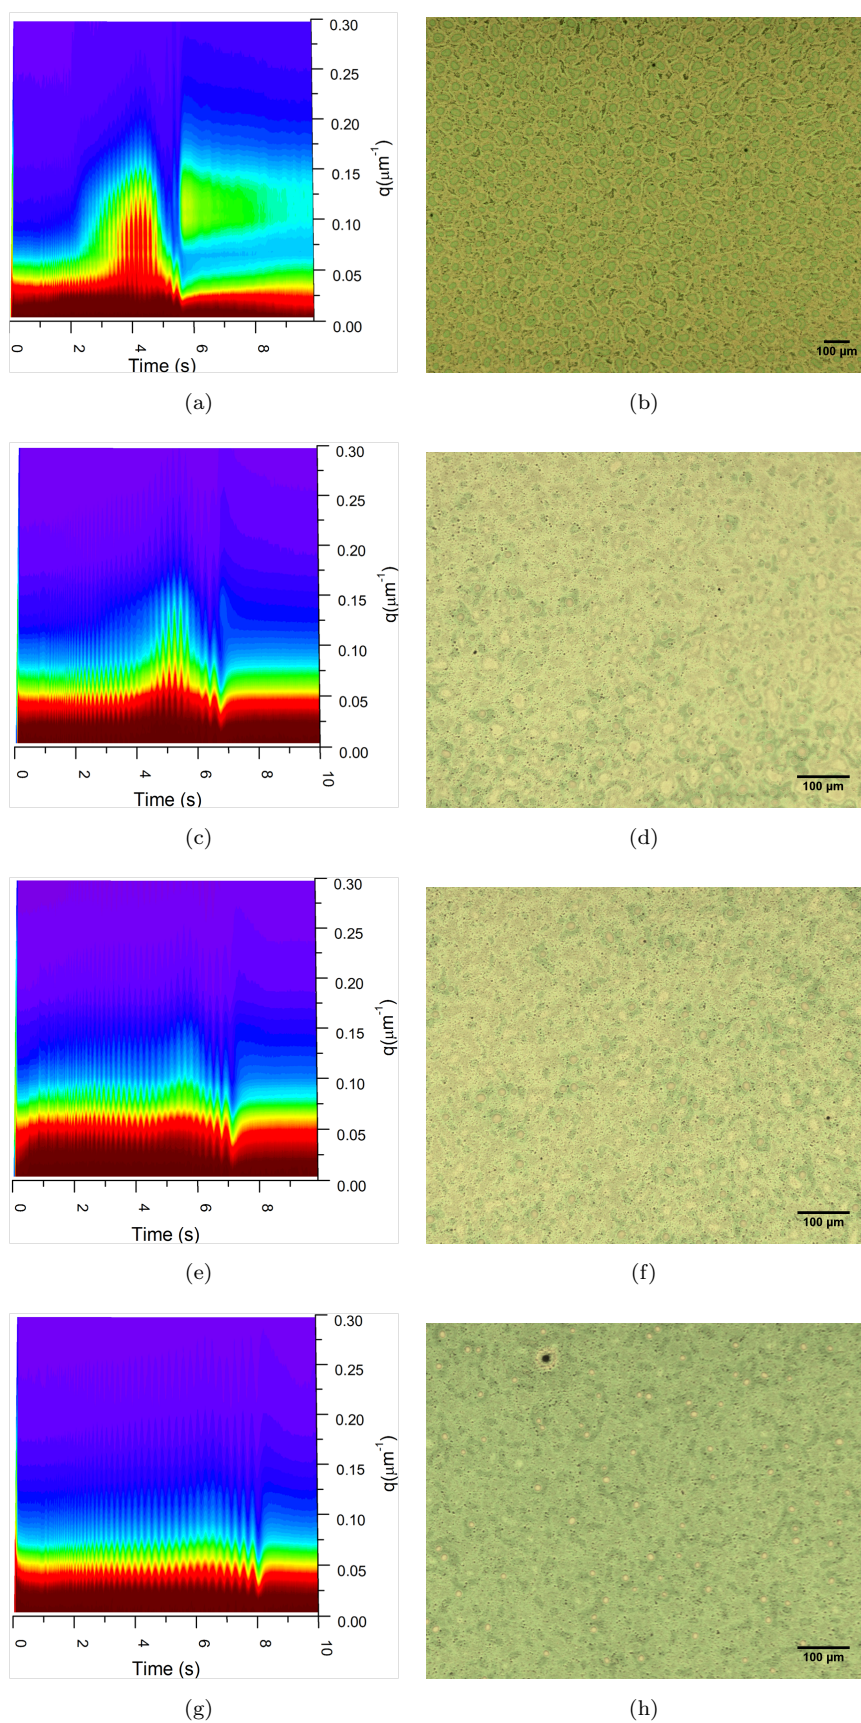 0.30
0.25
0.20
0.15
0.10
0.05
0.00
q(μm⁻¹)
0 2 4 6 8
Time (s)
100 μm
(a) (b)
0.30
0.25
0.20
0.15
0.10
0.05
0.00
q(μm⁻¹)
0 2 4 6 8 10
Time (s)
100 μm
(c) (d)
0.30
0.25
0.20
0.15
0.10
0.05
0.00
q(μm⁻¹)
0 2 4 6 8
Time (s)
100 μm
(e) (f)
0.30
0.25
0.20
0.15
0.10
0.05
0.00
q(μm⁻¹)
0 2 4 6 8 10
Time (s)
100 μm
(g) (h)